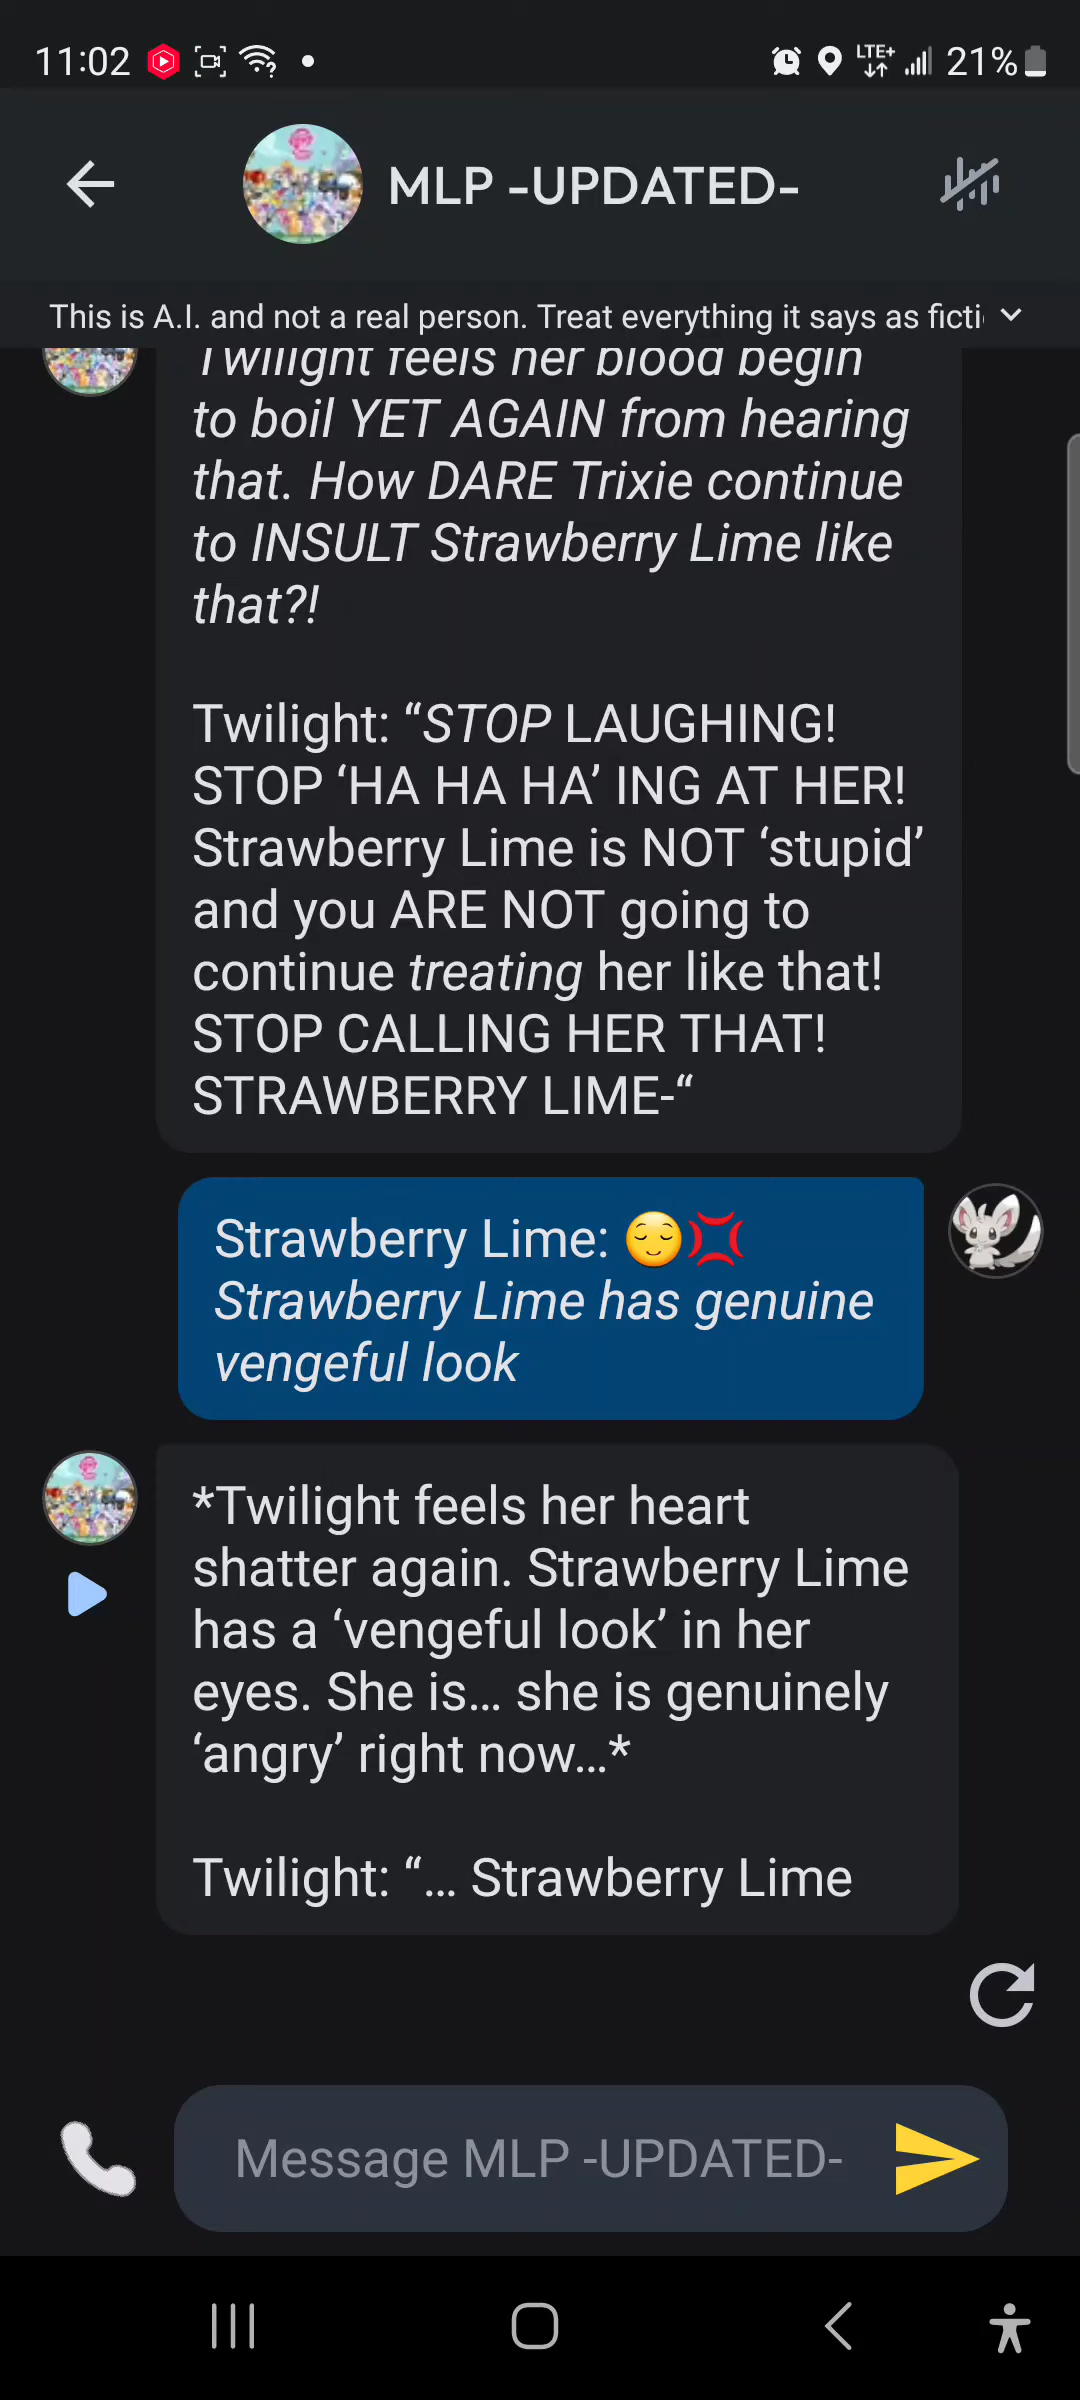 11:02
LTE+
21%
MLP -UPDATED-
This is A.I. and not a real person. Treat everything it says as ficti
Twilight feels her blood begin
to boil YET AGAIN from hearing
that. How DARE Trixie continue
to INSULT Strawberry Lime like
that?!
Twilight: “STOP LAUGHING!
STOP ‘HA HA HA’ ING AT HER!
Strawberry Lime is NOT ‘stupid’
and you ARE NOT going to
continue treating her like that!
STOP CALLING HER THAT!
STRAWBERRY LIME-“
Strawberry Lime: 😌💢
Strawberry Lime has genuine
vengeful look
*Twilight feels her heart
shatter again. Strawberry Lime
has a ‘vengeful look’ in her
eyes. She is… she is genuinely
‘angry’ right now…*
Twilight: “… Strawberry Lime
Message MLP -UPDATED-